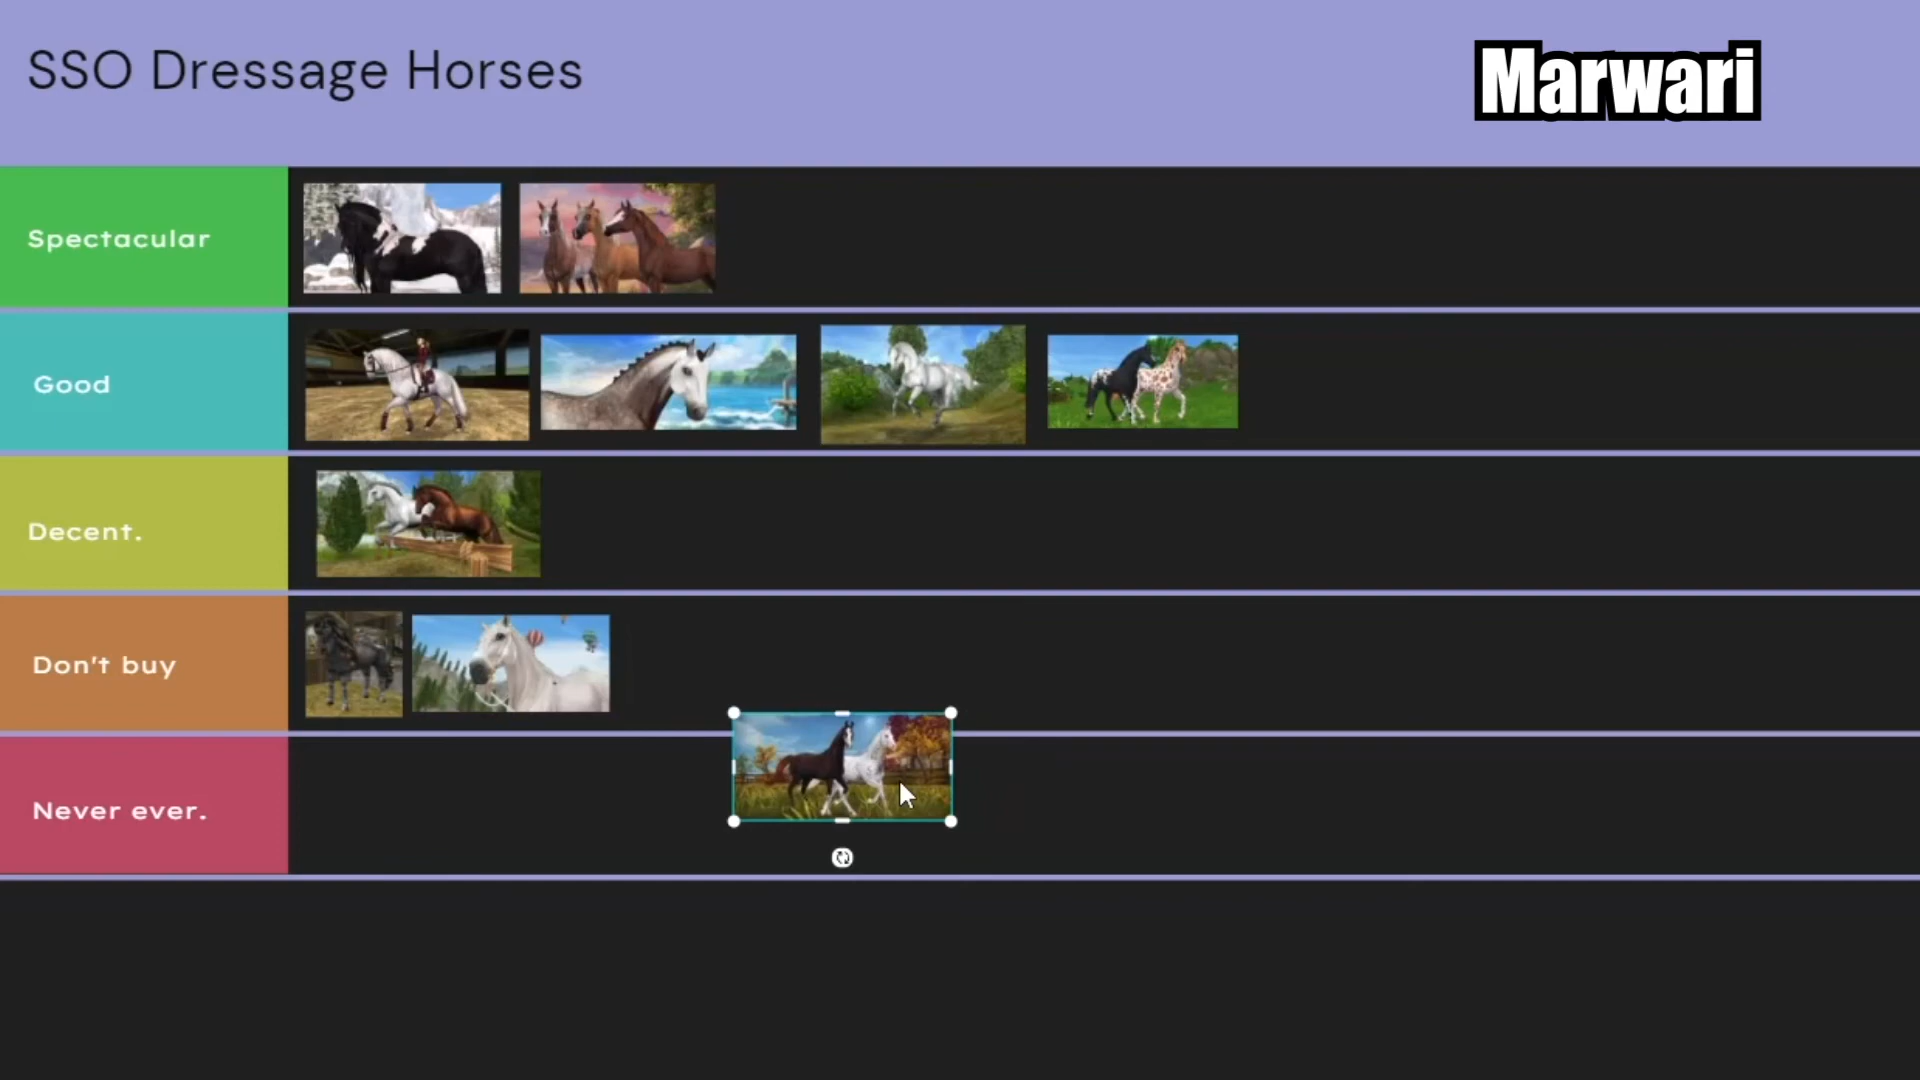 SSO Dressage Horses
Marwari
Spectacular
Good
Decent.
Don't buy
Never ever.